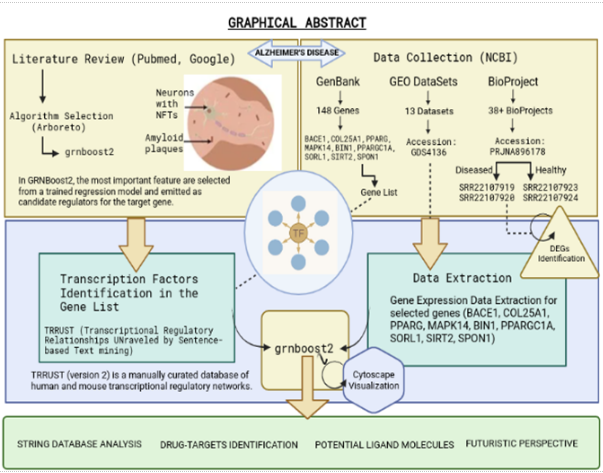 GRAPHICAL ABSTRACT
ALZHEIMER'S DISEASE
Literature Review (Pubmed, Google)
Algorithm Selection
(Arboreto)
grnboost2
Neurons
with
NFTs
Amyloid
plaques
In GRNBoost2, the most important feature are selected
from a trained regression model and emitted as
candidate regulators for the target gene.
Data Collection (NCBI)
GenBank
148 Genes
BACE1, COL25A1, PPARG,
MAPK14, BIN1, PPARGC1A,
SORL1, SIRT2, SPON1
Gene List
GEO DataSets
13 Datasets
Accession:
GDS4136
BioProject
38+ BioProjects
Accession:
PRJNA896178
Diseased
Healthy
SRR22107919 SRR22107923
SRR22107920 SRR22107924
DEGs
Identification
TF
Transcription Factors
Identification in the
Gene List
TRRUST (Transcriptional Regulatory
Relationships UNraveled by Sentence-
based Text mining)
TRRUST (version 2) is a manually curated database of
human and mouse transcriptional regulatory networks.
Data Extraction
Gene Expression Data Extraction for
selected genes (BACE1, COL25A1,
PPARG, MAPK14, BIN1, PPARGC1A,
SORL1, SIRT2, SPON1)
grnboost2
Cytoscape
Visualization
STRING DATABASE ANALYSIS
DRUG-TARGETS IDENTIFICATION
POTENTIAL LIGAND MOLECULES
FUTURISTIC PERSPECTIVE